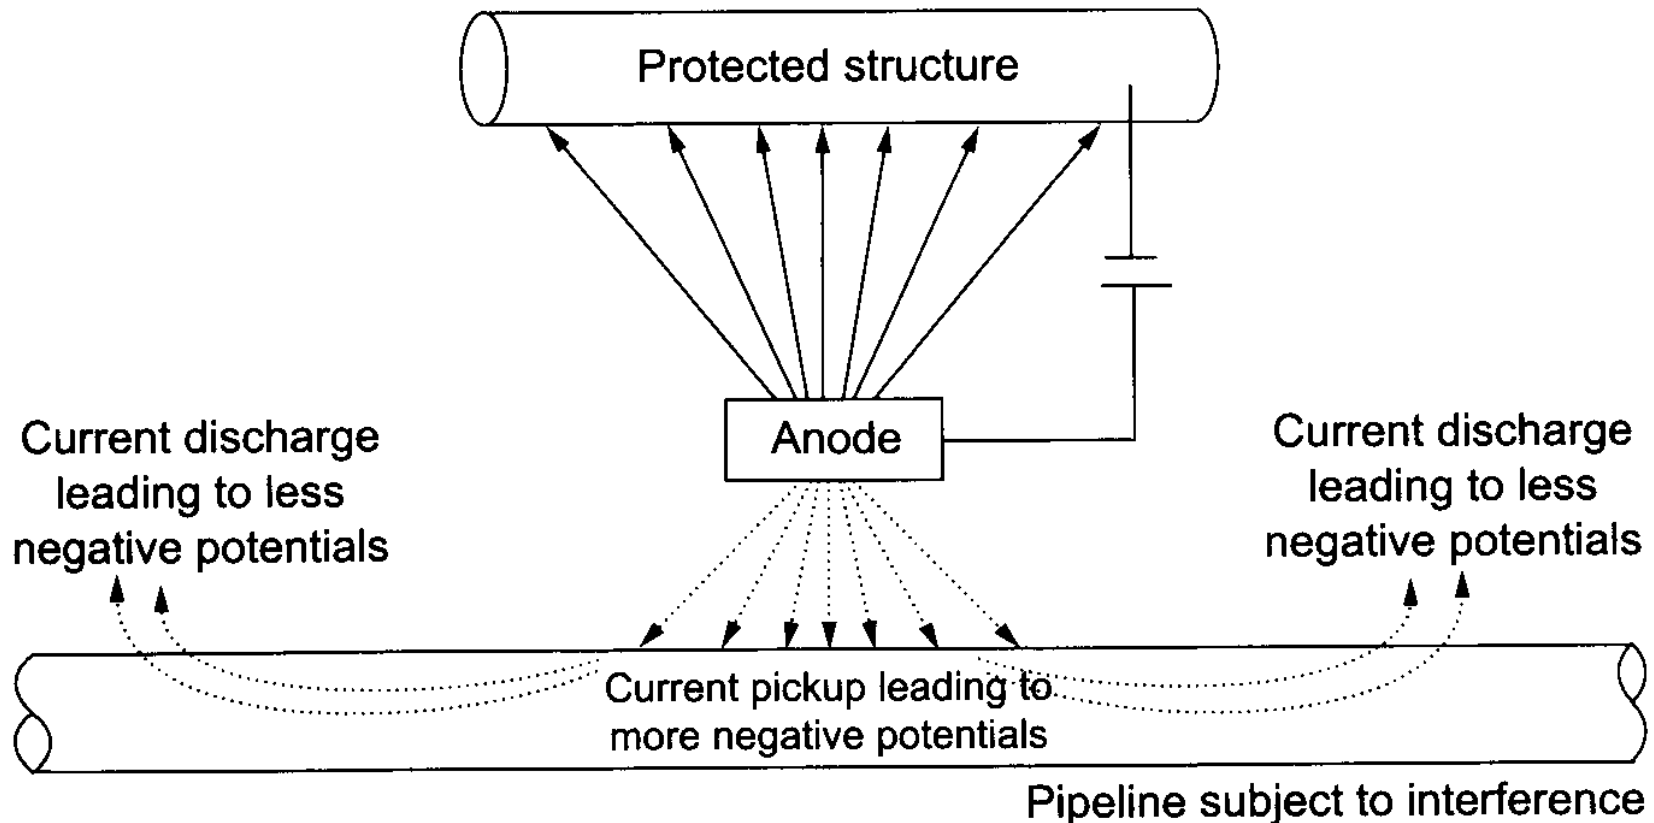 Protected structure
Anode
Current discharge
leading to less
negative potentials
Current discharge
leading to less
negative potentials
Current pickup leading to
more negative potentials
Pipeline subject to interference